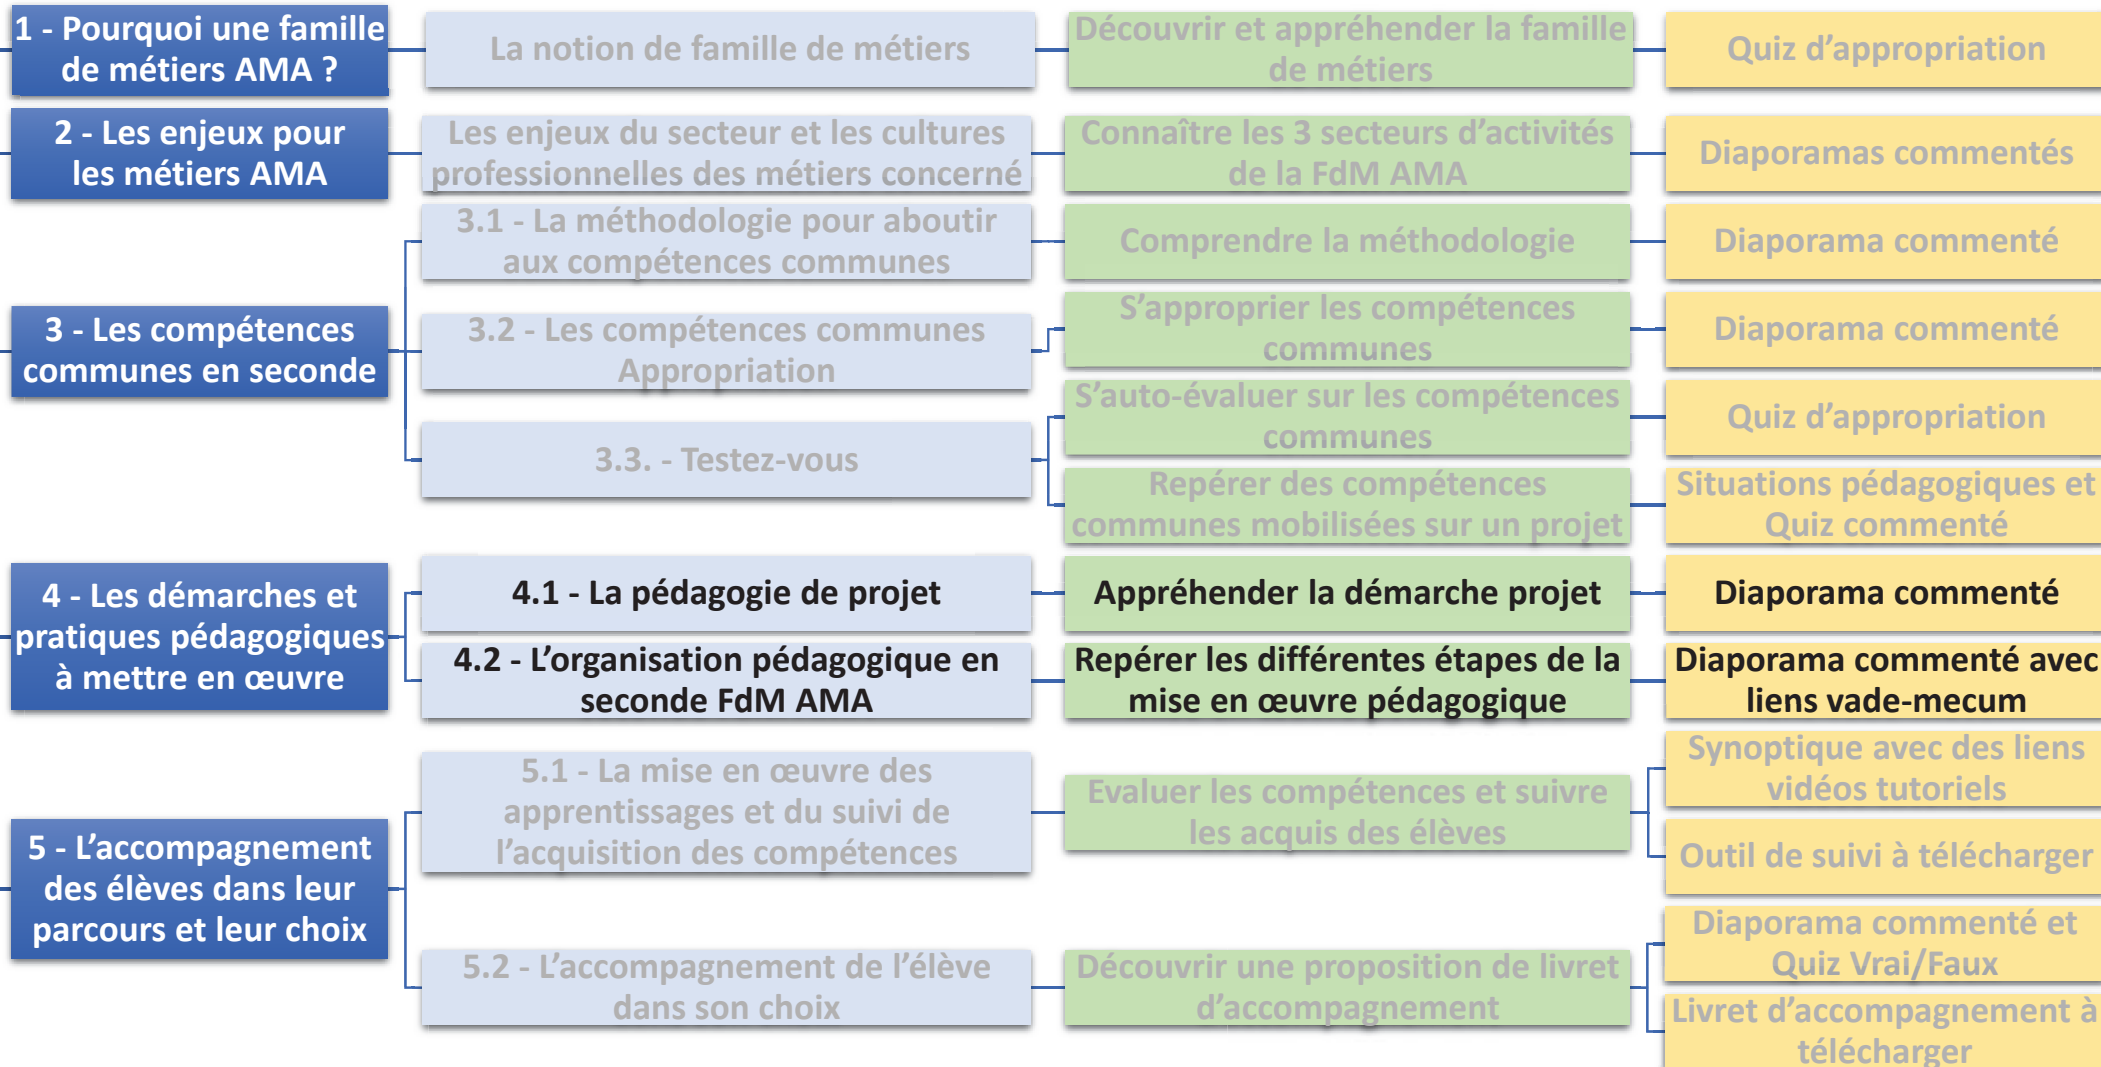 1 - Pourquoi une famille
de métiers AMA ?
La notion de famille de métiers
Découvrir et appréhender la famille
de métiers
Quiz d'appropriation
2 - Les enjeux pour
les métiers AMA
Les enjeux du secteur et les cultures
professionnelles des métiers concerné
Connaître les 3 secteurs d'activités
de la FdM AMA
Diaporamas commentés
3 - Les compétences
communes en seconde
3.1 - La méthodologie pour aboutir
aux compétences communes
Comprendre la méthodologie
Diaporama commenté
3.2 - Les compétences communes
Appropriation
S'approprier les compétences
communes
Diaporama commenté
3.3. - Testez-vous
S'auto-évaluer sur les compétences
communes
Quiz d'appropriation
Repérer des compétences
communes mobilisées sur un projet
Situations pédagogiques et
Quiz commenté
4 - Les démarches et
pratiques pédagogiques
à mettre en œuvre
4.1 - La pédagogie de projet
Appréhender la démarche projet
Diaporama commenté
4.2 - L'organisation pédagogique en
seconde FdM AMA
Repérer les différentes étapes de la
mise en œuvre pédagogique
Diaporama commenté avec
liens vade-mecum
5 - L'accompagnement
des élèves dans leur
parcours et leur choix
5.1 - La mise en œuvre des
apprentissages et du suivi de
l'acquisition des compétences
Evaluer les compétences et suivre
les acquis des élèves
Synoptique avec des liens
vidéos tutoriels
Outil de suivi à télécharger
5.2 - L'accompagnement de l'élève
dans son choix
Découvrir une proposition de livret
d'accompagnement
Diaporama commenté et
Quiz Vrai/Faux
Livret d'accompagnement à
télécharger